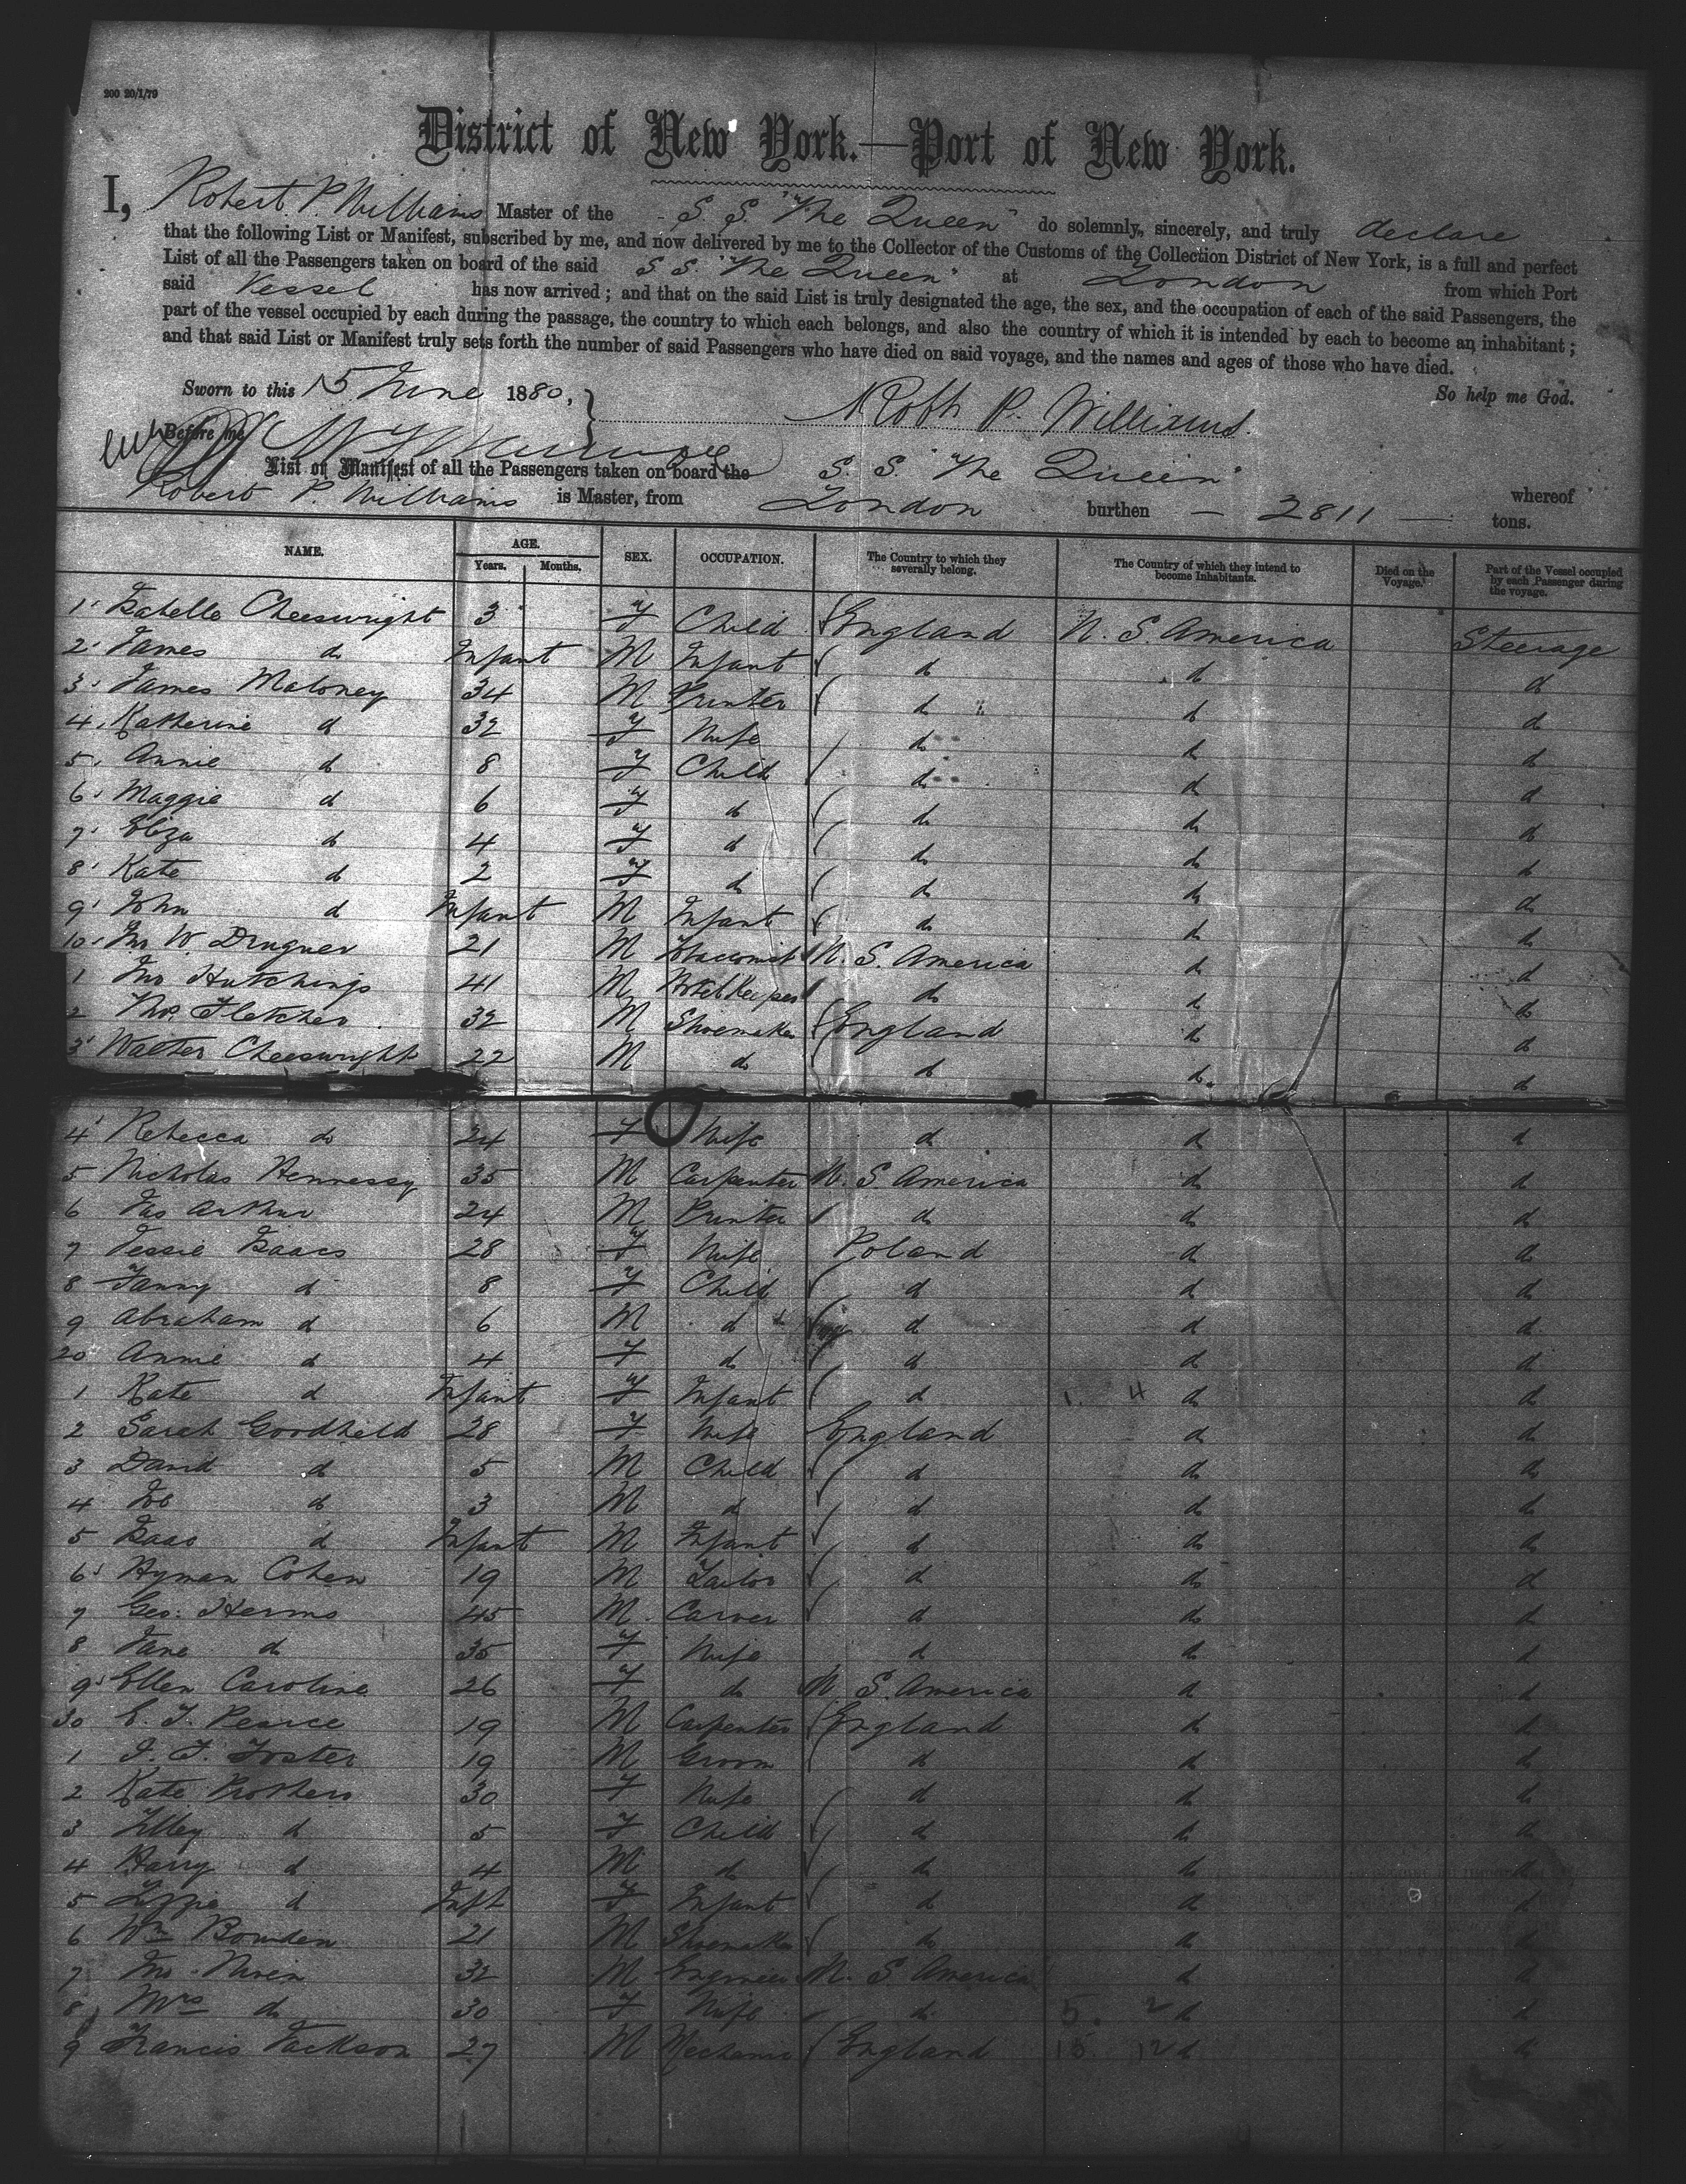 200 20/1/79
District of New York.—Port of New York.
I, Robert P. Williams Master of the S. S. "The Queen" do solemnly, sincerely, and truly declare
that the following List or Manifest, subscribed by me, and now delivered by me to the Collector of the Customs of the Collection District of New York, is a full and perfect
List of all the Passengers taken on board of the said S S "The Queen" at London from which Port
said Vessel has now arrived; and that on the said List is truly designated the age, the sex, and the occupation of each of the said Passengers, the
part of the vessel occupied by each during the passage, the country to which each belongs, and also the country of which it is intended by each to become an inhabitant;
and that said List or Manifest truly sets forth the number of said Passengers who have died on said voyage, and the names and ages of those who have died.
So help me God.
Sworn to this 15 June 1880,
Robt P. Williams
Before me
List or Manifest of all the Passengers taken on board the S. S. "The Queen" whereof
Robert P. Williams is Master, from London burthen — 2811 — tons.
NAME. AGE. Years. Months. SEX. OCCUPATION. The Country to which they severally belong. The Country of which they intend to become Inhabitants. Died on the Voyage. Part of the Vessel occupied by each Passenger during the voyage.
1 Isabella Cheeswright 3 F Child England N. S. America Steerage
2 James do Infant M Infant do do do
3 James Maloney 34 M Printer do do do
4 Katherine do 32 F Wife do do do
5 Annie do 8 F Child do do do
6 Maggie do 6 F do do do do
7 Eliza do 4 F do do do do
8 Kate do 2 F do do do do
9 John do Infant M Infant do do do
10 Jno W. 21 M Tobacconist N. S. America do do
1 Jno Hutchings 41 M Hotel Keeper do do do
2 Fletcher 32 M Shoemaker England do do
3 Walter Cheeswright 22 M do do do do
4 Rebecca do 24 F Wife do do do
5 Nicholas Hennessy 35 M Carpenter N. S. America do do
6 Jas Arthur 24 M Printer do do do
7 Jessie Isaacs 28 F Wife Poland do do
8 Fanny do 8 F Child do do do
9 Abraham do 6 M do do do do
20 Annie do 4 F do do do do
1 Kate do Infant F Infant do do do
2 Sarah Goodheld 28 F Wife England do do
3 David do 5 M Child do do do
4 do 3 M do do do do
5 Isaac do Infant M Infant do do do
6 Hyman Cohen 19 M Tailor do do do
7 Geo: Herms 45 M Carver do do do
8 Jane do 35 F Wife do do do
9 Ellen Caroline 26 F do N. S. America do do
30 E. J. Pearce 19 M Carpenter England do do
1 J. F. Foster 19 M Groom do do do
2 Kate Prothero 30 F Wife do do do
3 Lilley do 5 F Child do do do
4 Harry do 4 M do do do do
5 Lizzie do Inft F Infant do do do
6 Wm Bowden 21 M Shoemaker do do do
7 Jno Niven 32 M Engineer N. S. America do do
8 Mrs do 30 F Wife do do do
9 Francis Jackson 27 M Mechanic England do do